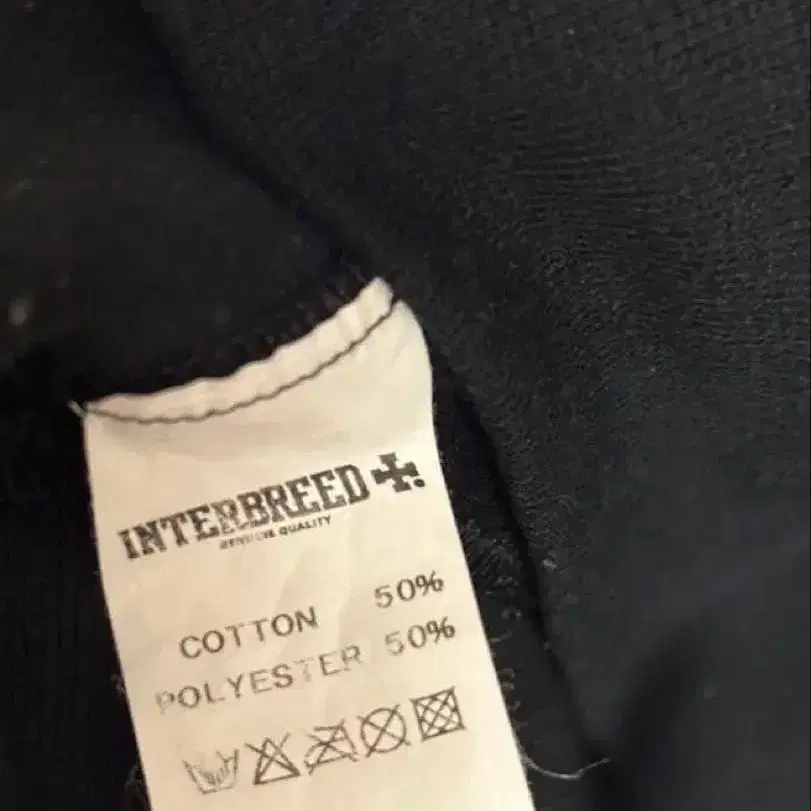 INTERBREED
GENUINE QUALITY
COTTON 50%
POLYESTER 50%